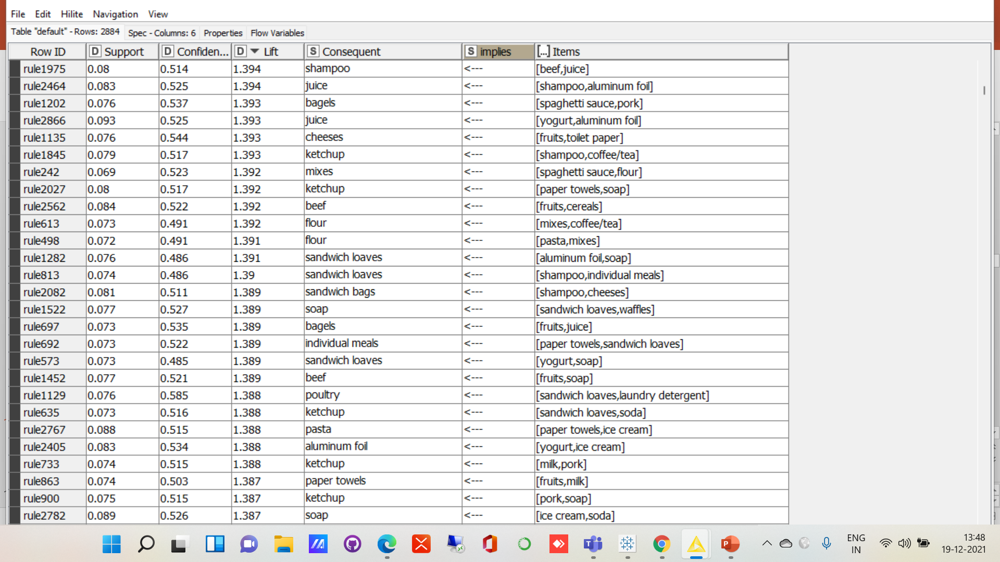 File Edit Hilite Navigation View
Table "default" - Rows: 2884 Spec - Columns: 6 Properties Flow Variables
Row ID D Support D Confiden... D Lift S Consequent S implies [...] Items
rule1975 0.08 0.514 1.394 shampoo <--- [beef,juice]
rule2464 0.083 0.525 1.394 juice <--- [shampoo,aluminum foil]
rule1202 0.076 0.537 1.393 bagels <--- [spaghetti sauce,pork]
rule2866 0.093 0.525 1.393 juice <--- [yogurt,aluminum foil]
rule1135 0.076 0.544 1.393 cheeses <--- [fruits,toilet paper]
rule1845 0.079 0.517 1.393 ketchup <--- [shampoo,coffee/tea]
rule242 0.069 0.523 1.392 mixes <--- [spaghetti sauce,flour]
rule2027 0.08 0.517 1.392 ketchup <--- [paper towels,soap]
rule2562 0.084 0.522 1.392 beef <--- [fruits,cereals]
rule613 0.073 0.491 1.392 flour <--- [mixes,coffee/tea]
rule498 0.072 0.491 1.391 flour <--- [pasta,mixes]
rule1282 0.076 0.486 1.391 sandwich loaves <--- [aluminum foil,soap]
rule813 0.074 0.486 1.39 sandwich loaves <--- [shampoo,individual meals]
rule2082 0.081 0.511 1.389 sandwich bags <--- [shampoo,cheeses]
rule1522 0.077 0.527 1.389 soap <--- [sandwich loaves,waffles]
rule697 0.073 0.535 1.389 bagels <--- [fruits,juice]
rule692 0.073 0.522 1.389 individual meals <--- [paper towels,sandwich loaves]
rule573 0.073 0.485 1.389 sandwich loaves <--- [yogurt,soap]
rule1452 0.077 0.521 1.389 beef <--- [fruits,soap]
rule1129 0.076 0.585 1.388 poultry <--- [sandwich loaves,laundry detergent]
rule635 0.073 0.516 1.388 ketchup <--- [sandwich loaves,soda]
rule2767 0.088 0.515 1.388 pasta <--- [paper towels,ice cream]
rule2405 0.083 0.534 1.388 aluminum foil <--- [yogurt,ice cream]
rule733 0.074 0.515 1.388 ketchup <--- [milk,pork]
rule863 0.074 0.503 1.387 paper towels <--- [fruits,milk]
rule900 0.075 0.515 1.387 ketchup <--- [pork,soap]
rule2782 0.089 0.526 1.387 soap <--- [ice cream,soda]
ENG 13:48
IN 19-12-2021